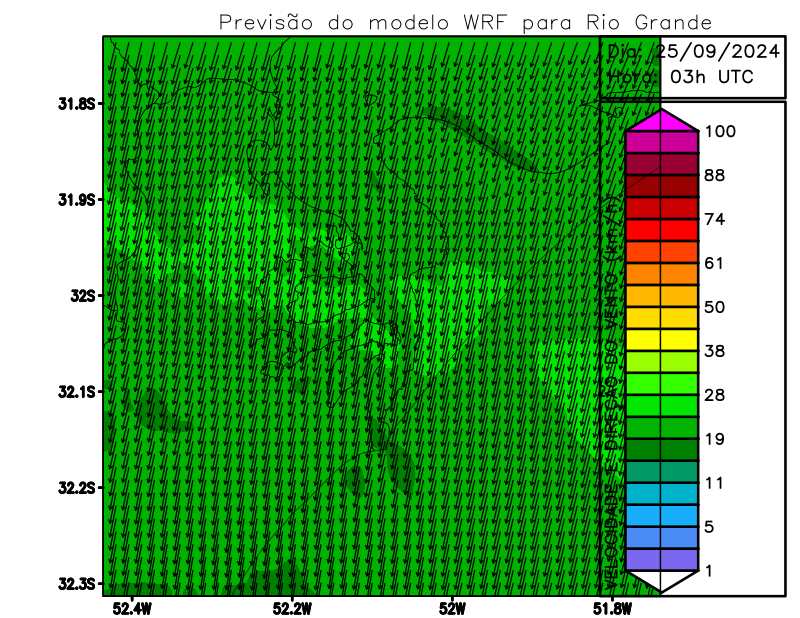 Previsão do modelo WRF para Rio Grande
Dia: 25/09/2024
Hora: 03h UTC
31.8S
31.9S
32S
32.1S
32.2S
32.3S
52.4W
52.2W
52W
51.8W
VELOCIDADE E DIREÇÃO DO VENTO (km/h)
100
88
74
61
50
38
28
19
11
5
1